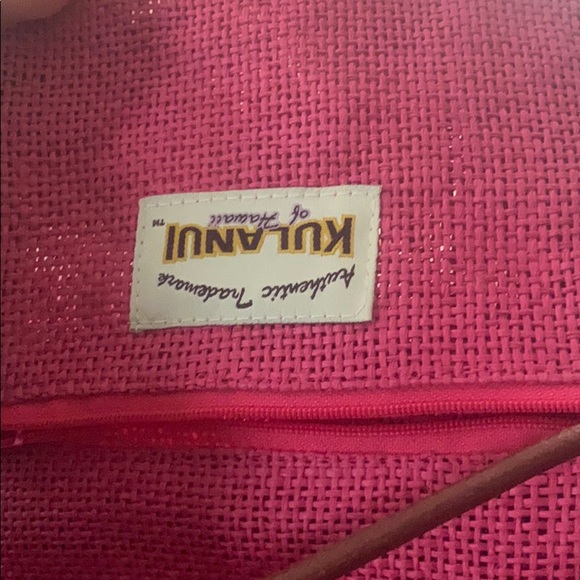 Authentic Trademark
KULANUI™
of Hawaii